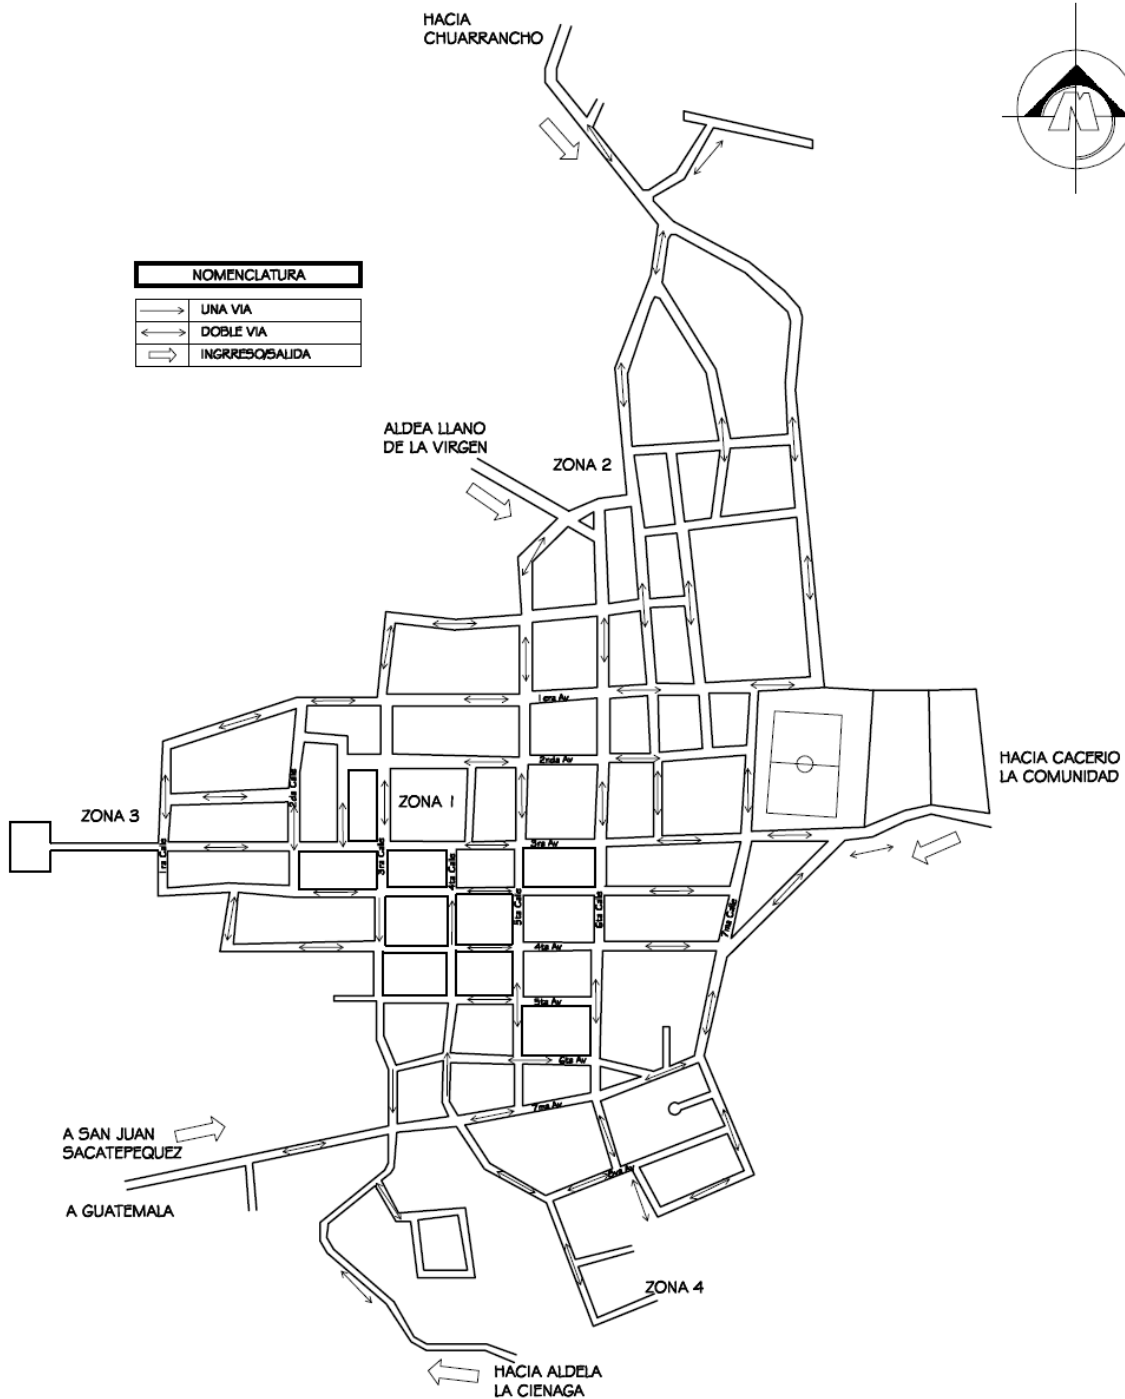 HACIA
CHUARRANCHO
NOMENCLATURA
UNA VIA
DOBLE VIA
INGRRESO/SALIDA
ALDEA LLANO
DE LA VIRGEN
ZONA 2
1era Av
2nda Av
HACIA CACERIO
LA COMUNIDAD
2da Calle
ZONA 3
ZONA 1
3ra Av
1ra Calle
3ra Calle
4ta Calle
5ta Calle
6ta Calle
7ma Calle
4ta Av
5ta Av
6ta Av
7ma Av
A SAN JUAN
SACATEPEQUEZ
8va Av
A GUATEMALA
ZONA 4
HACIA ALDELA
LA CIENAGA